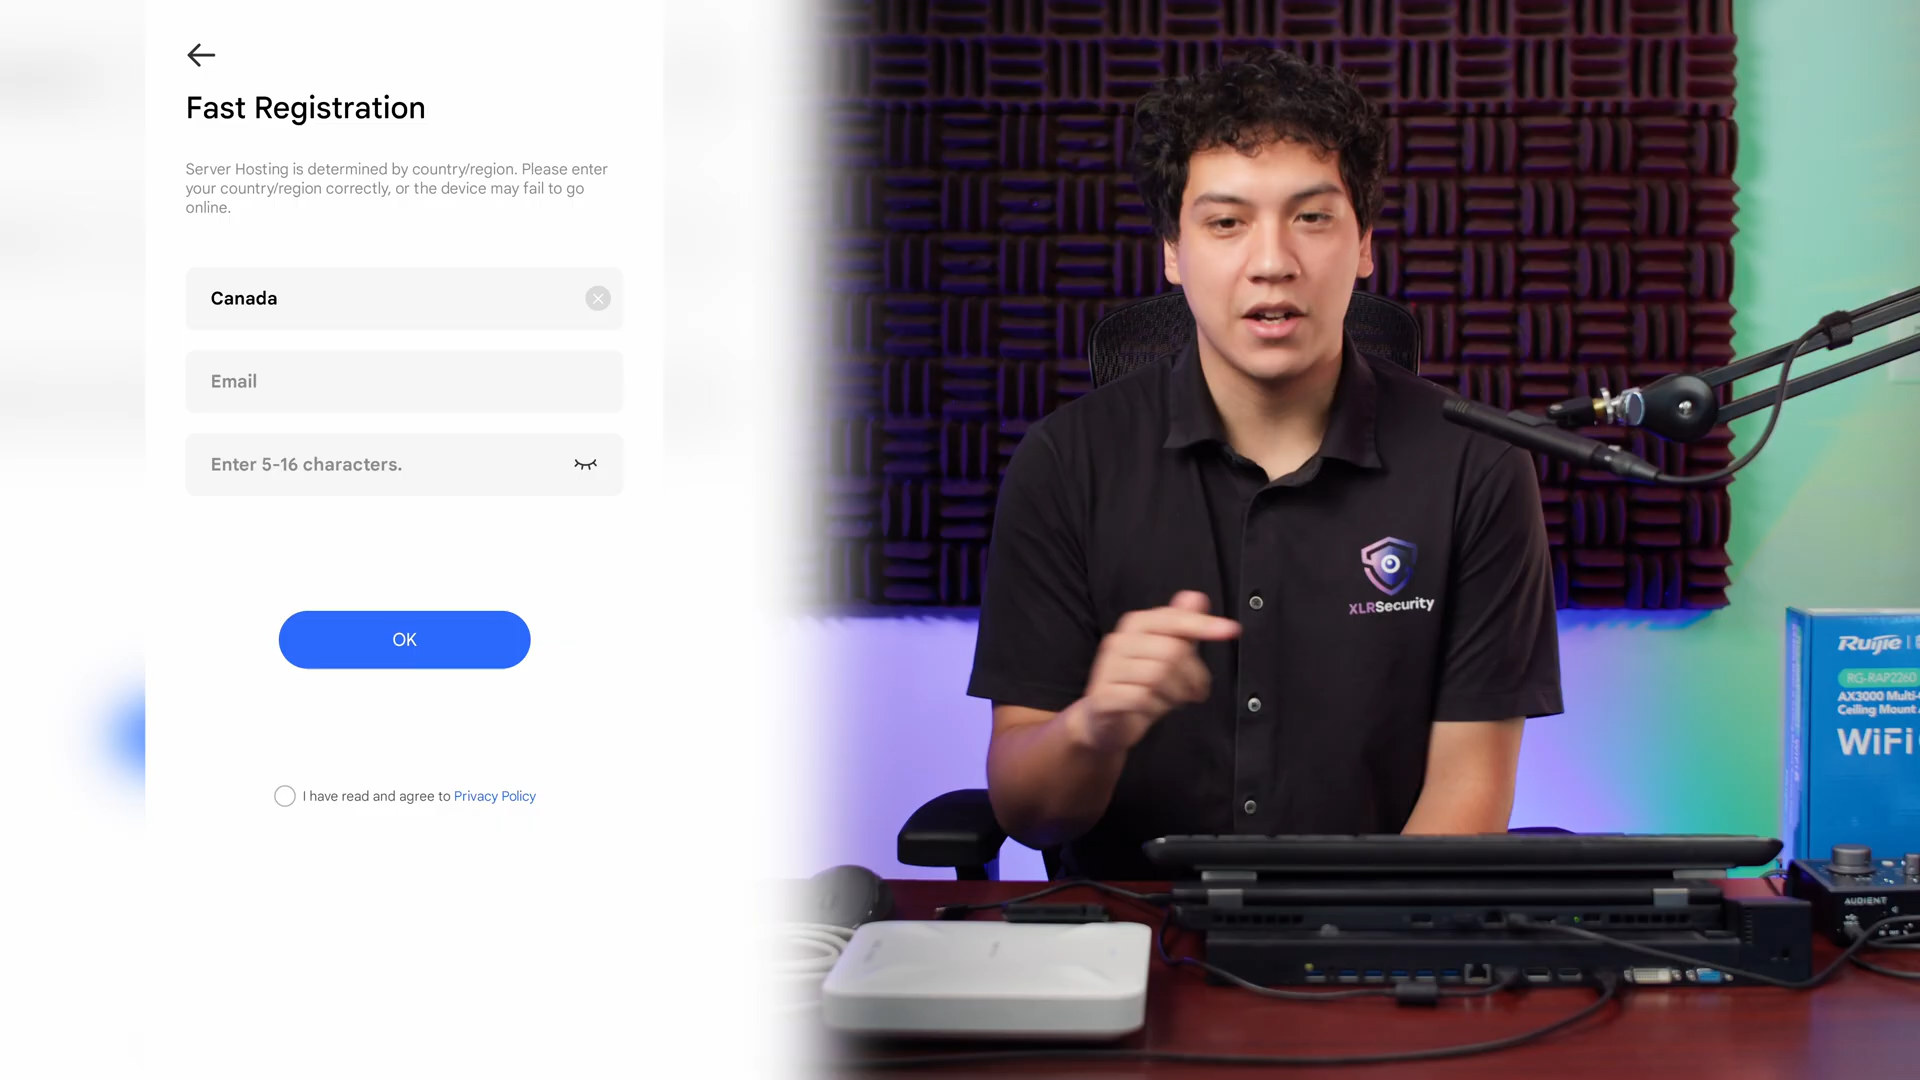 Fast Registration
Server Hosting is determined by country/region. Please enter
your country/region correctly, or the device may fail to go
online.
Canada
Email
Enter 5-16 characters.
OK
I have read and agree to Privacy Policy
XLRSecurity
Ruijie
RG-RAP2260
AX3000 Multi-
Ceiling Mount
WiFi
AUDIENT